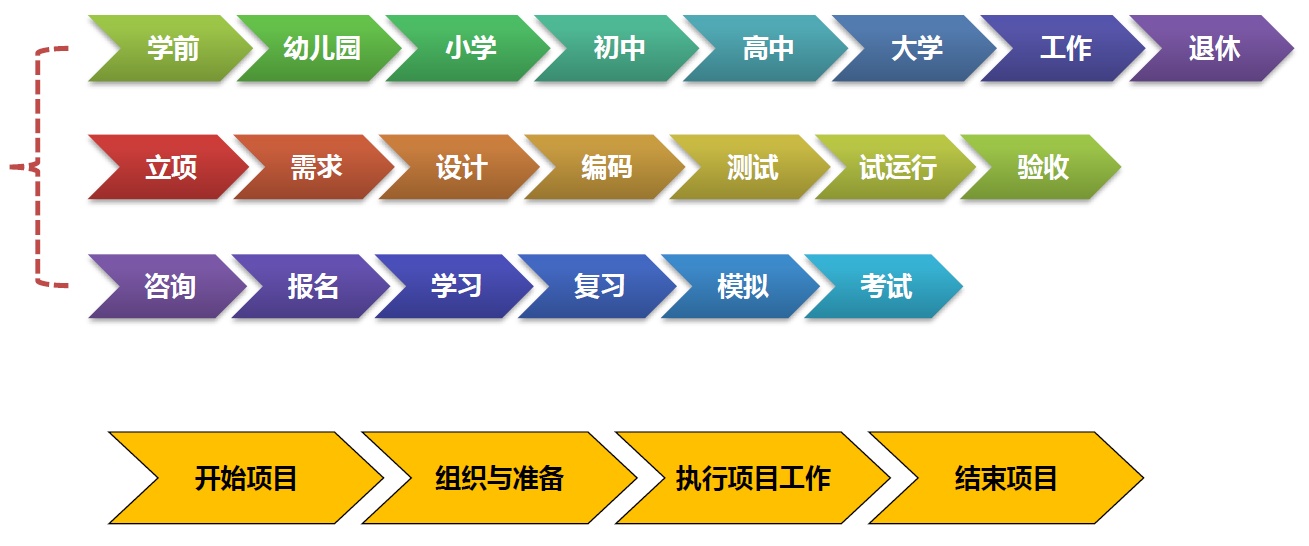 学前 幼儿园 小学 初中 高中 大学 工作 退休
立项 需求 设计 编码 测试 试运行 验收
咨询 报名 学习 复习 模拟 考试
开始项目 组织与准备 执行项目工作 结束项目